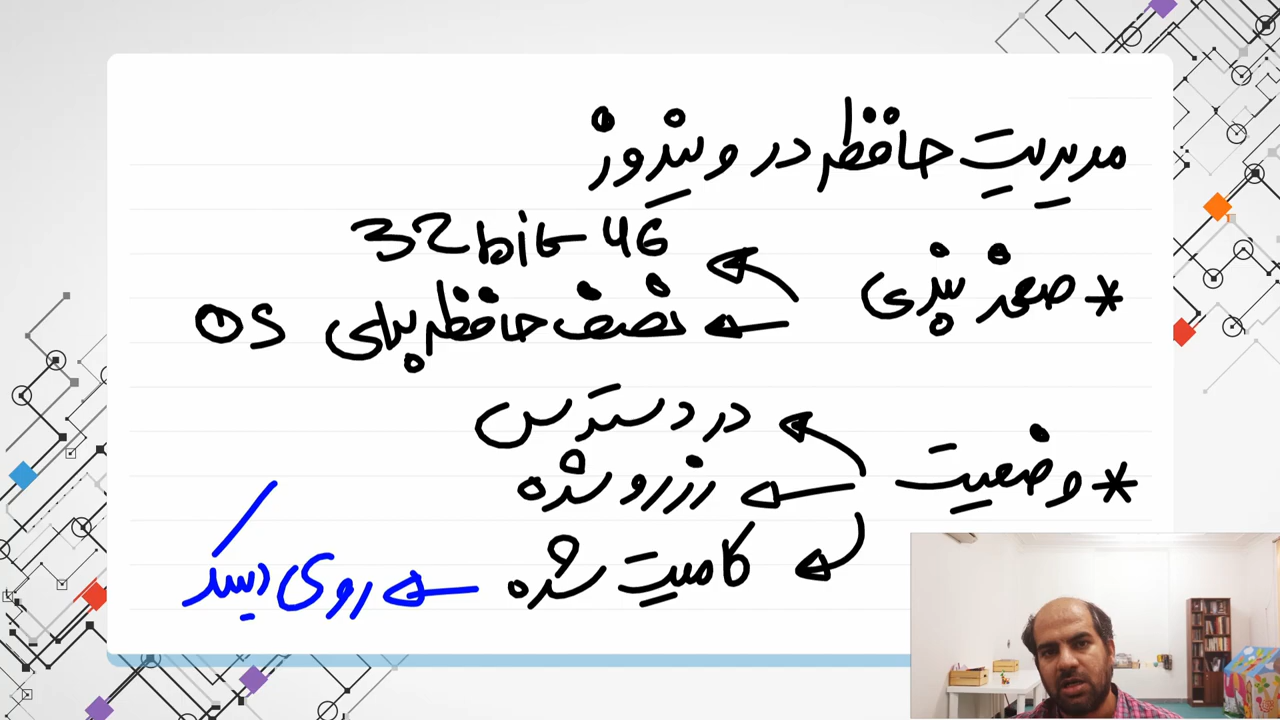 مدیریت حافظه در ویندوز
* صفحه بندی
32bit 4G
نصف حافظه برای OS
* وضعیت
در دسترس
رزرو شده
کامیت شده
روی دیسک